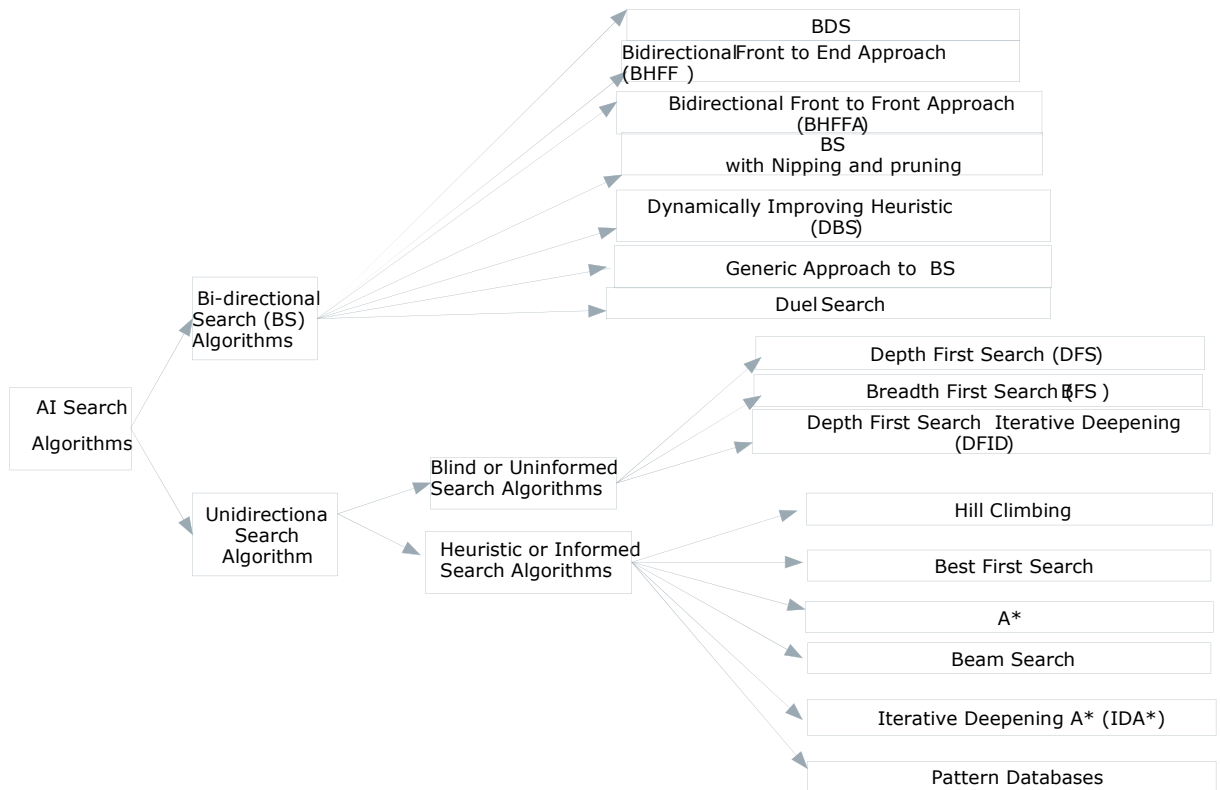 BDS
BidirectionalFront to End Approach
(BHFF )
Bidirectional Front to Front Approach
(BHFFA)
BS
with Nipping and pruning
Dynamically Improving Heuristic
(DBS)
Generic Approach to BS
Duel Search
Bi-directional
Search (BS)
Algorithms
AI Search
Algorithms
Unidirectiona
Search
Algorithm
Blind or Uninformed
Search Algorithms
Heuristic or Informed
Search Algorithms
Depth First Search (DFS)
Breadth First Search (BFS )
Depth First Search Iterative Deepening
(DFID)
Hill Climbing
Best First Search
A*
Beam Search
Iterative Deepening A* (IDA*)
Pattern Databases